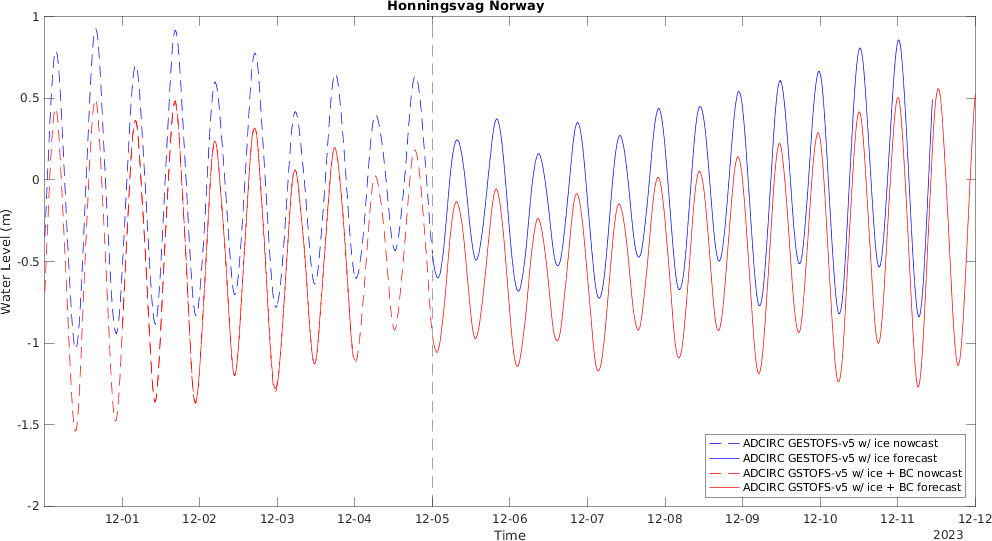 Honningsvag Norway
1
0.5
0
-0.5
-1
-1.5
-2
Water Level (m)
ADCIRC GESTOFS-v5 w/ ice nowcast
ADCIRC GESTOFS-v5 w/ ice forecast
ADCIRC GSTOFS-v5 w/ ice + BC nowcast
ADCIRC GSTOFS-v5 w/ ice + BC forecast
12-01 12-02 12-03 12-04 12-05 12-06 12-07 12-08 12-09 12-10 12-11 12-12
Time
2023